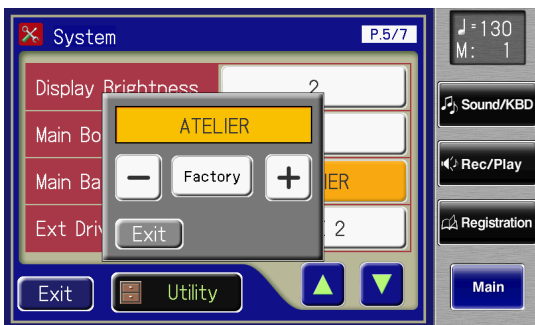 System P.5/7
Display Brightness 2
Main Bo
Main Ba IER
Ext Driv 2
ATELIER
− Factory +
Exit
Exit Utility
♩=130
M: 1
Sound/KBD
Rec/Play
Registration
Main